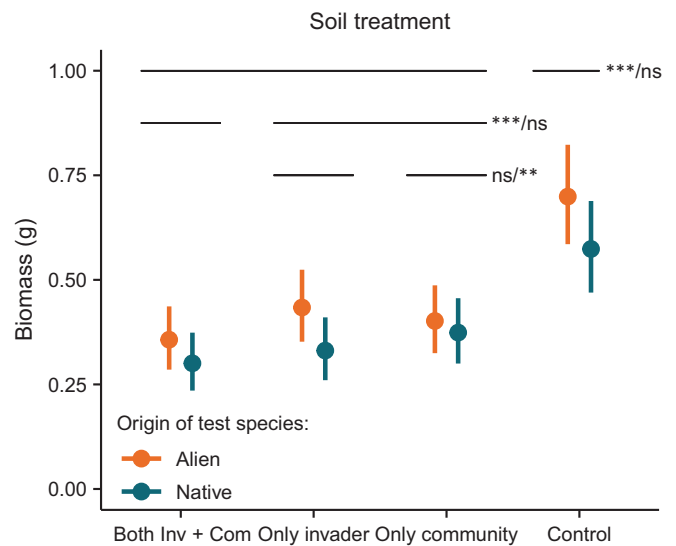 Soil treatment
1.00
***/ns
***/ns
0.75
ns/**
Biomass (g)
0.50
0.25
Origin of test species:
Alien
Native
0.00
Both Inv + Com Only invader Only community Control